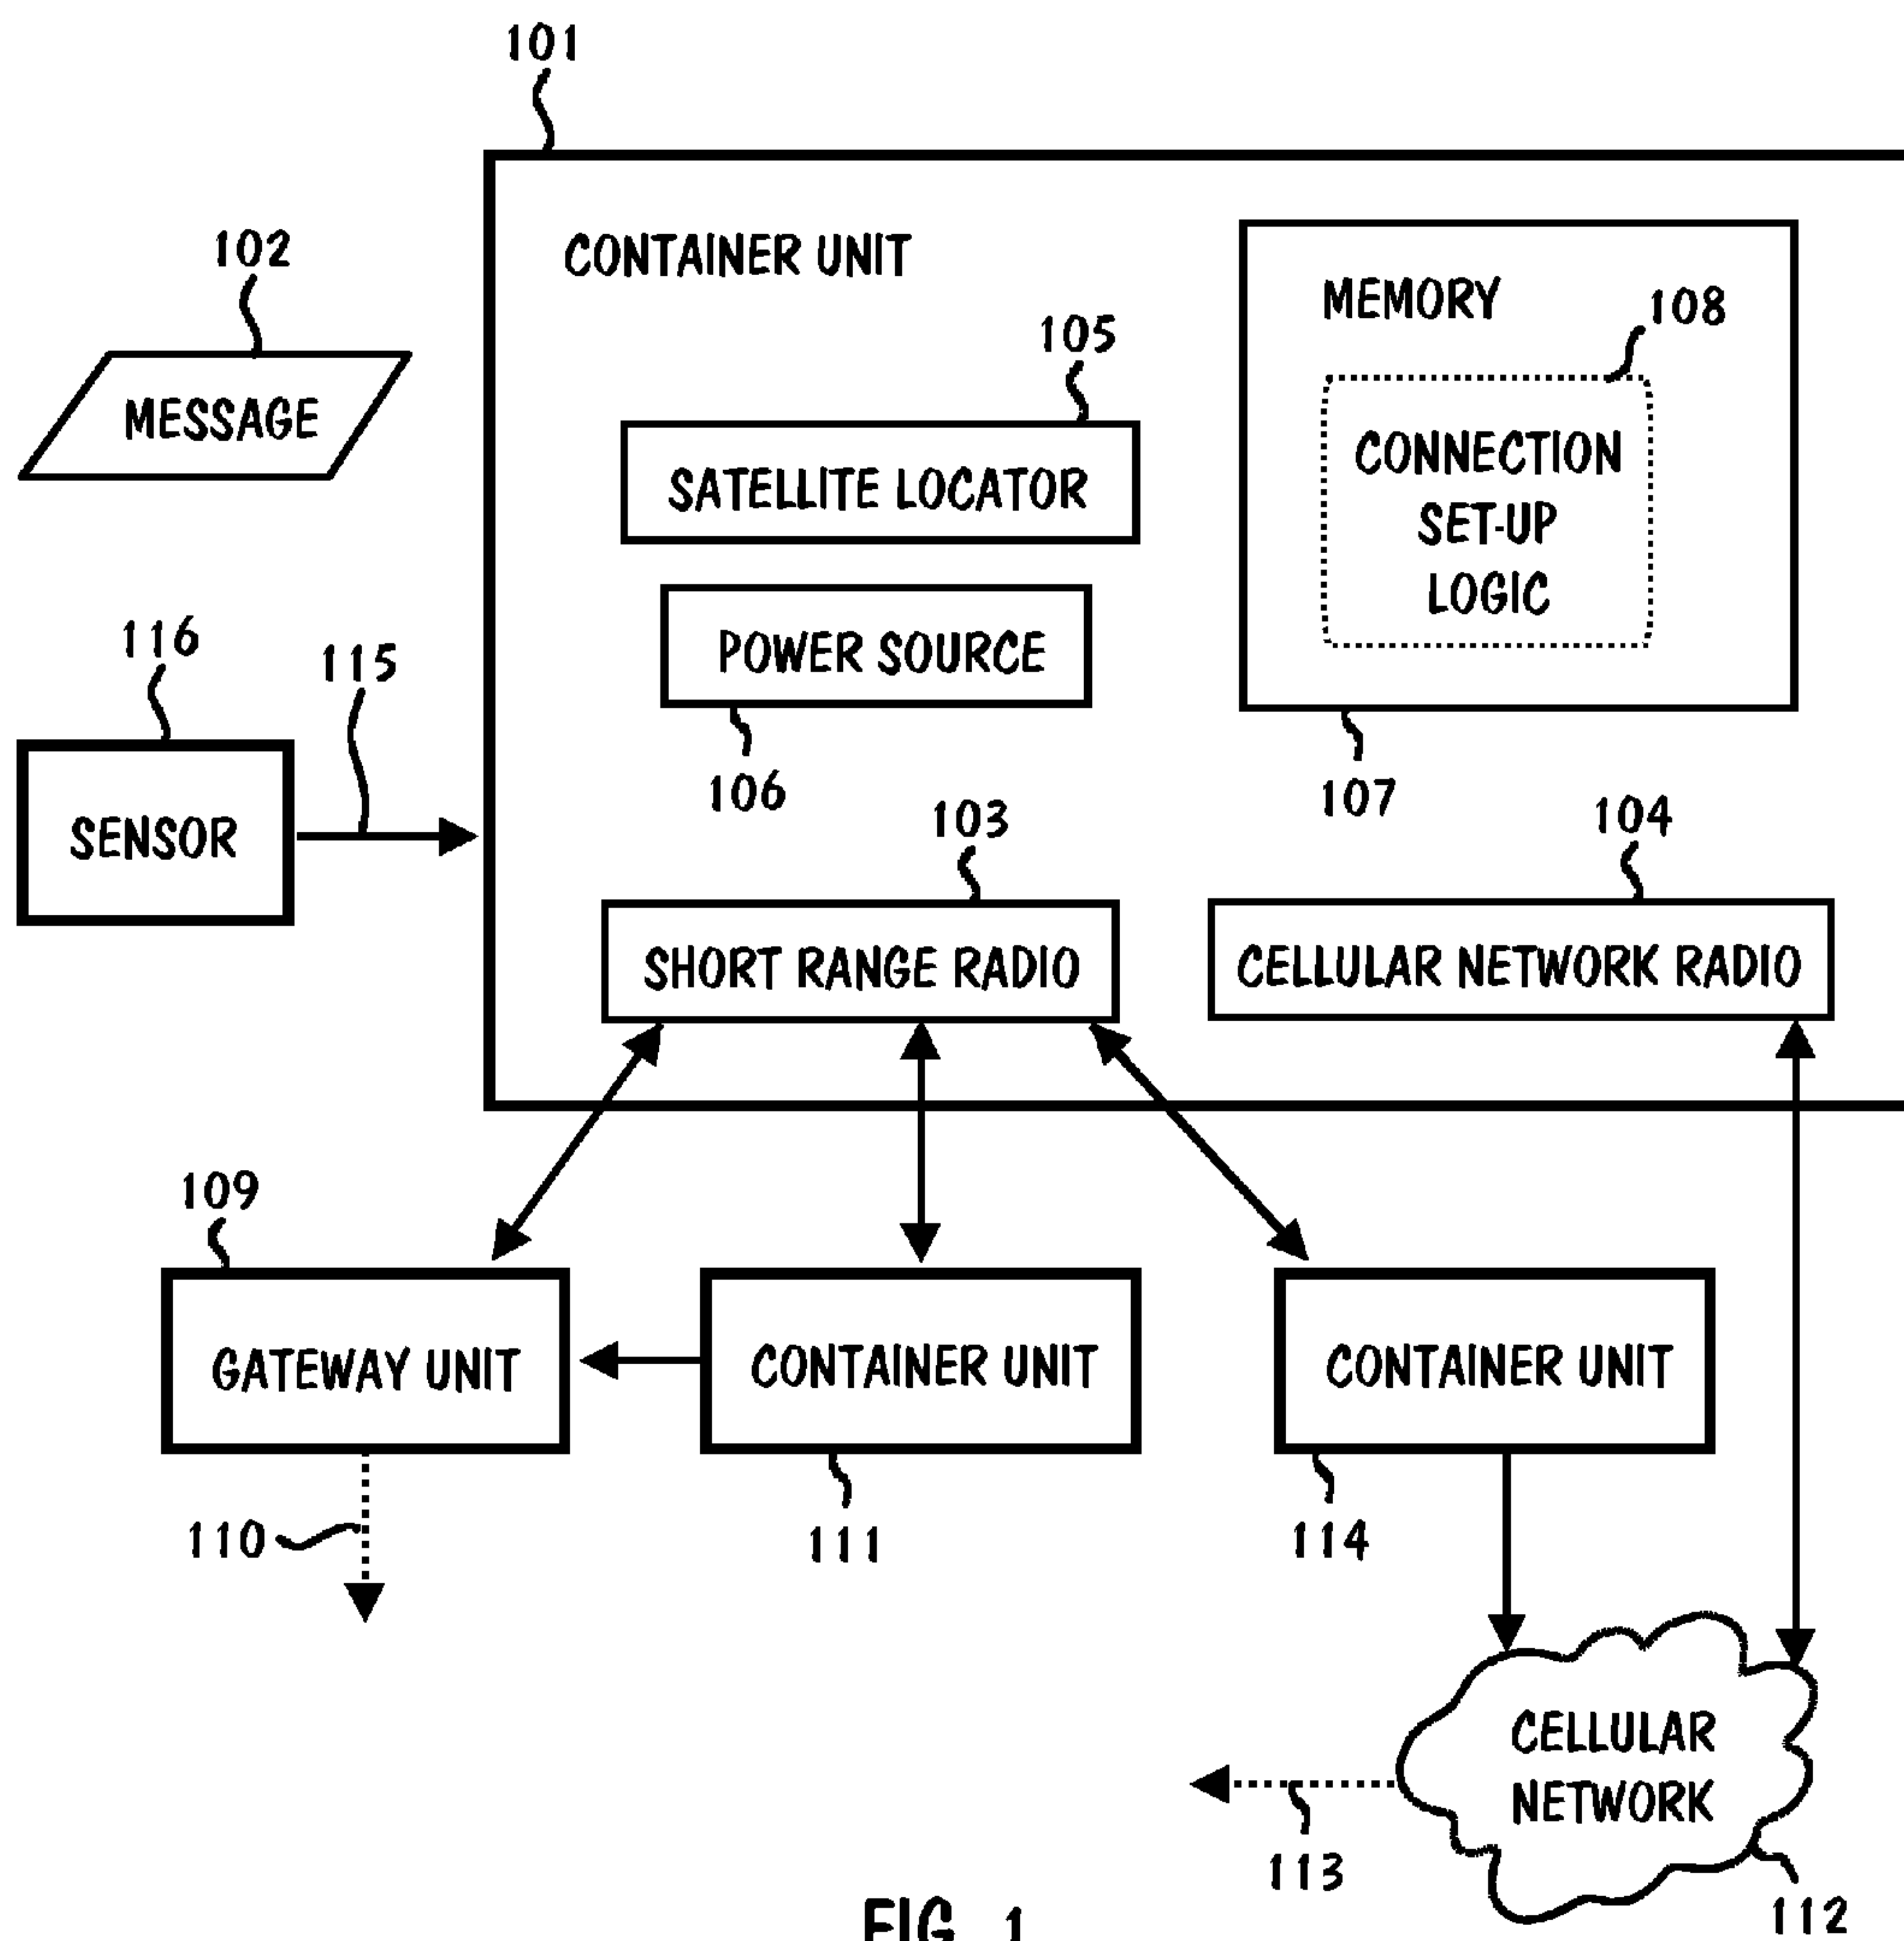 101
CONTAINER UNIT
102
MESSAGE
MEMORY
108
105
CONNECTION
SET-UP
LOGIC
SATELLITE LOCATOR
POWER SOURCE
116
115
106
107
SENSOR
103
104
SHORT RANGE RADIO
CELLULAR NETWORK RADIO
109
GATEWAY UNIT
CONTAINER UNIT
CONTAINER UNIT
110
111
114
CELLULAR
NETWORK
113
112
FIG. 1